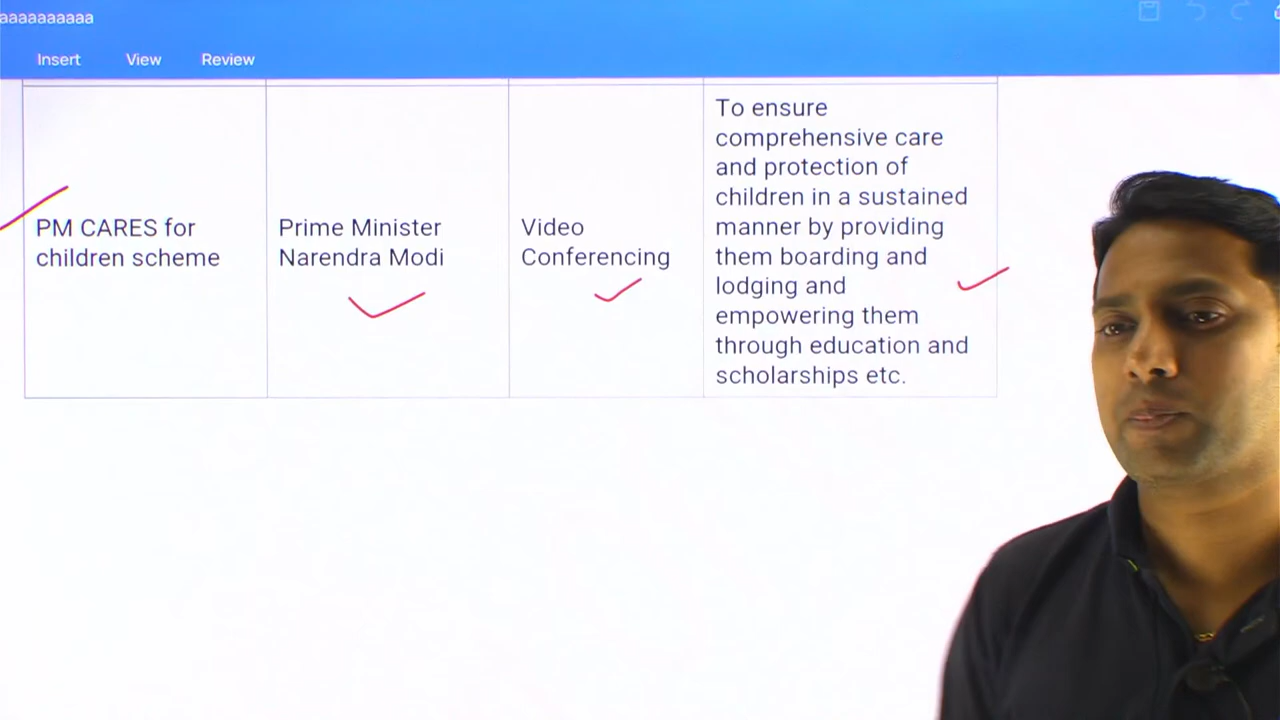 aaaaaaaaaa
Insert View Review
PM CARES for
children scheme
Prime Minister
Narendra Modi
Video
Conferencing
To ensure
comprehensive care
and protection of
children in a sustained
manner by providing
them boarding and
lodging and
empowering them
through education and
scholarships etc.